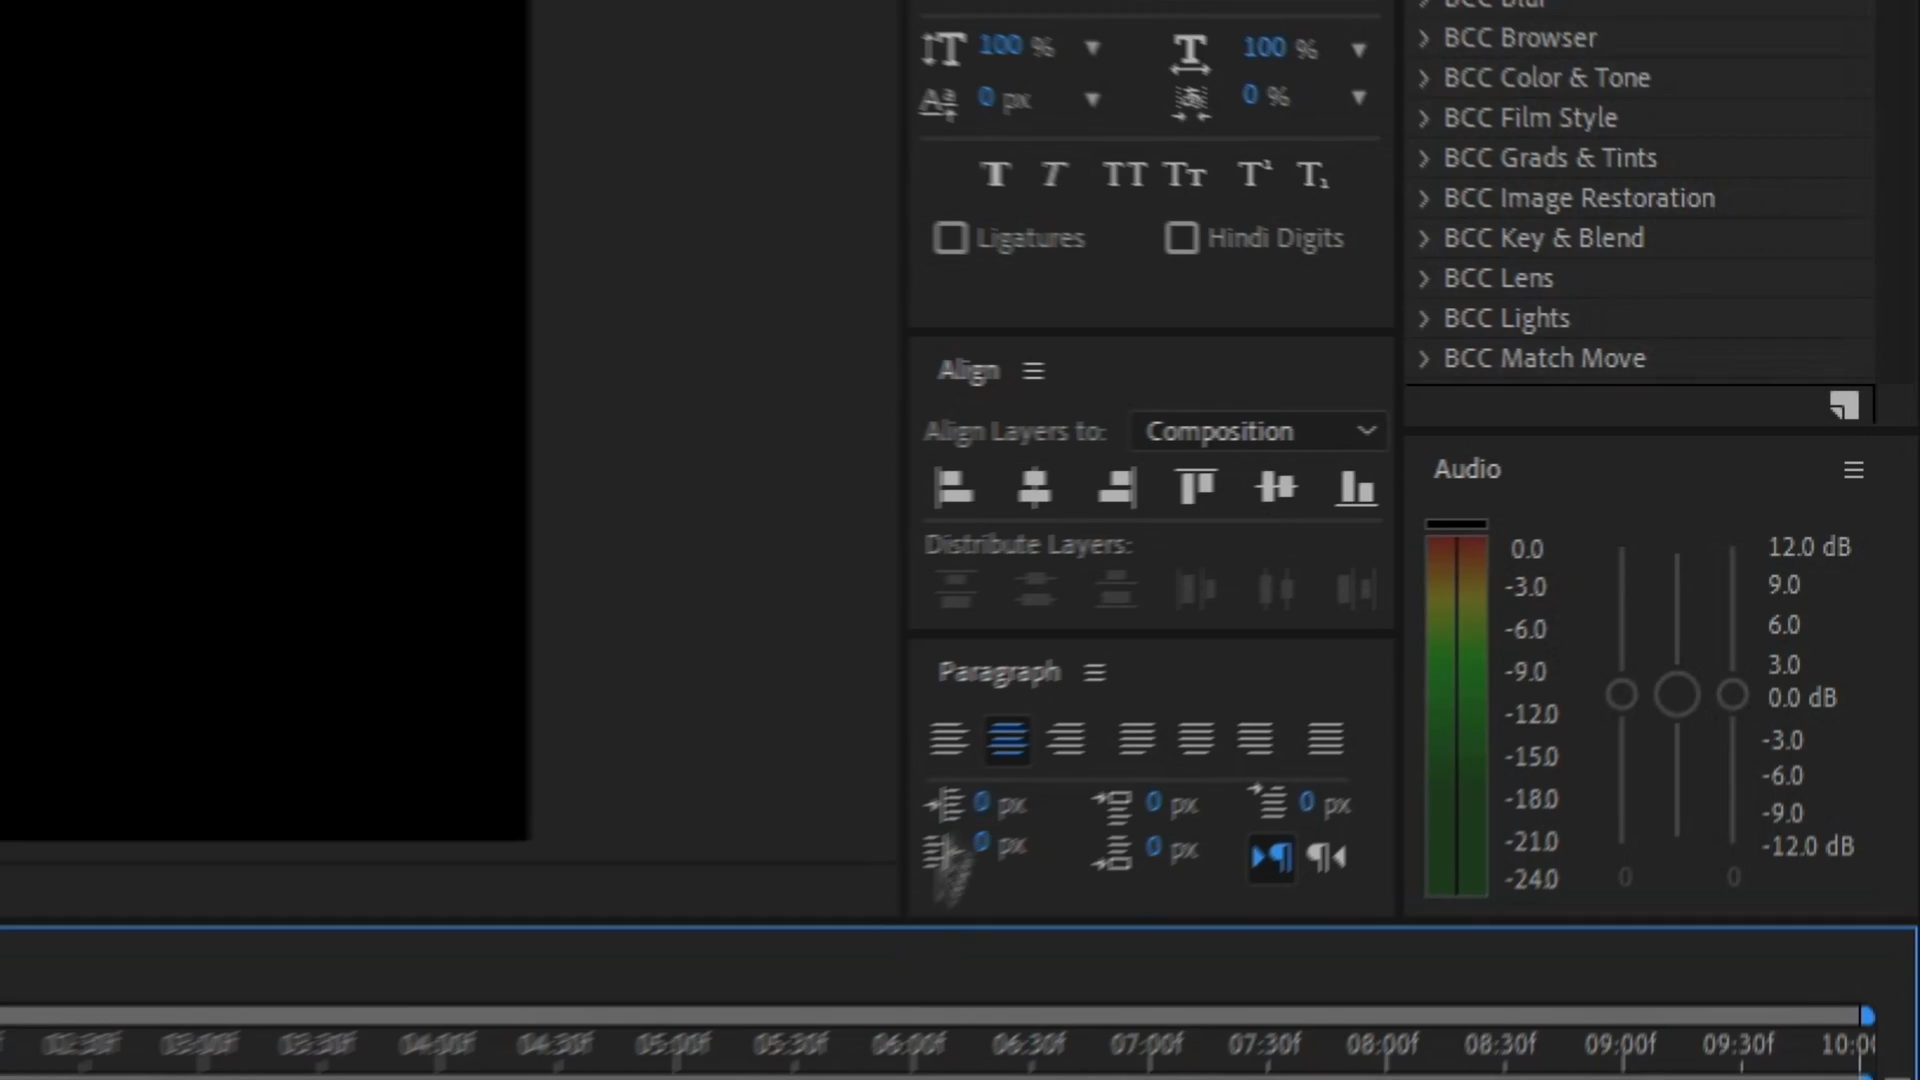 100 %
100 %
0 px
0 %
Ligatures
Hindi Digits
Align
Align Layers to:
Composition
Distribute Layers:
Paragraph
0 px
0 px
0 px
0 px
0 px
BCC Blur
BCC Browser
BCC Color & Tone
BCC Film Style
BCC Grads & Tints
BCC Image Restoration
BCC Key & Blend
BCC Lens
BCC Lights
BCC Match Move
Audio
0.0
-3.0
-6.0
-9.0
-12.0
-15.0
-18.0
-21.0
-24.0
0
0
12.0 dB
9.0
6.0
3.0
0.0 dB
-3.0
-6.0
-9.0
-12.0 dB
02:30f 03:00f 03:30f 04:00f 04:30f 05:00f 05:30f 06:00f 06:30f 07:00f 07:30f 08:00f 08:30f 09:00f 09:30f